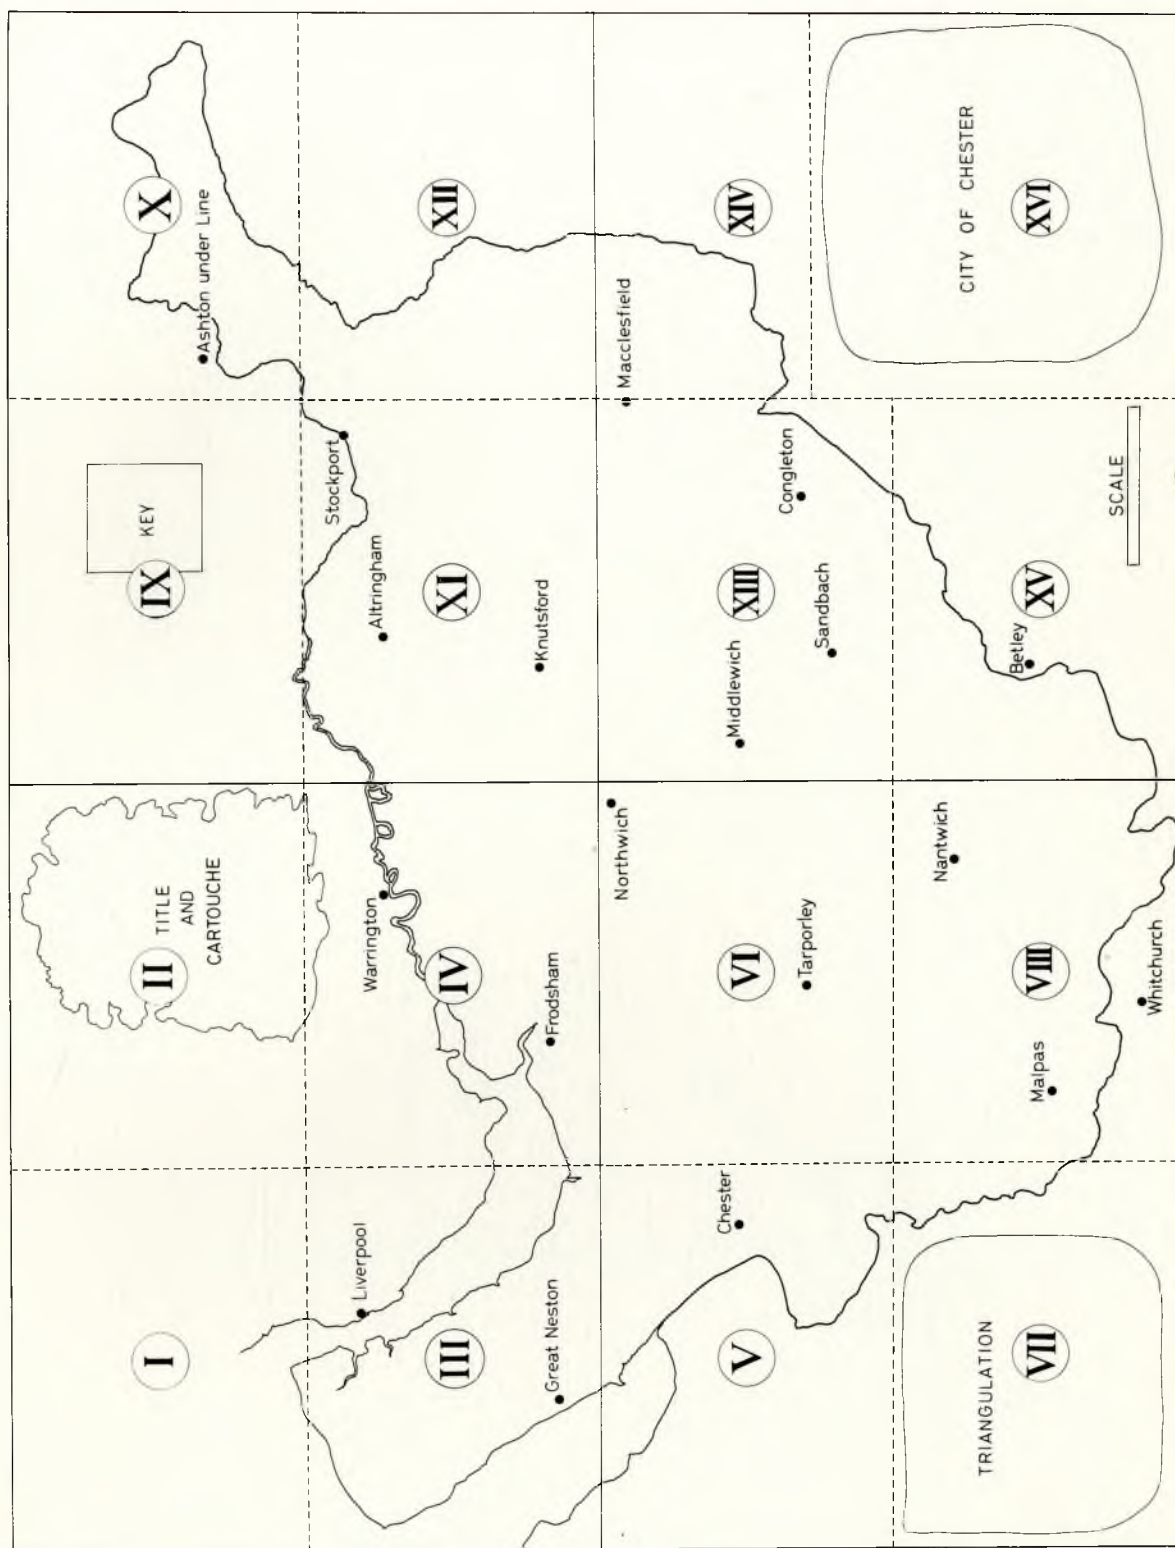 I
II
TITLE
AND
CARTOUCHE
IX
KEY
X
Ashton under Line
Liverpool
III
Great Neston
Warrington
IV
Frodsham
Stockport
Altringham
XI
Knutsford
XII
Chester
V
Northwich
VI
Tarporley
Middlewich
XIII
Sandbach
Congleton
Macclesfield
XIV
TRIANGULATION
VII
Malpas
VIII
Nantwich
Whitchurch
Betley
XV
SCALE
CITY OF CHESTER
XVI